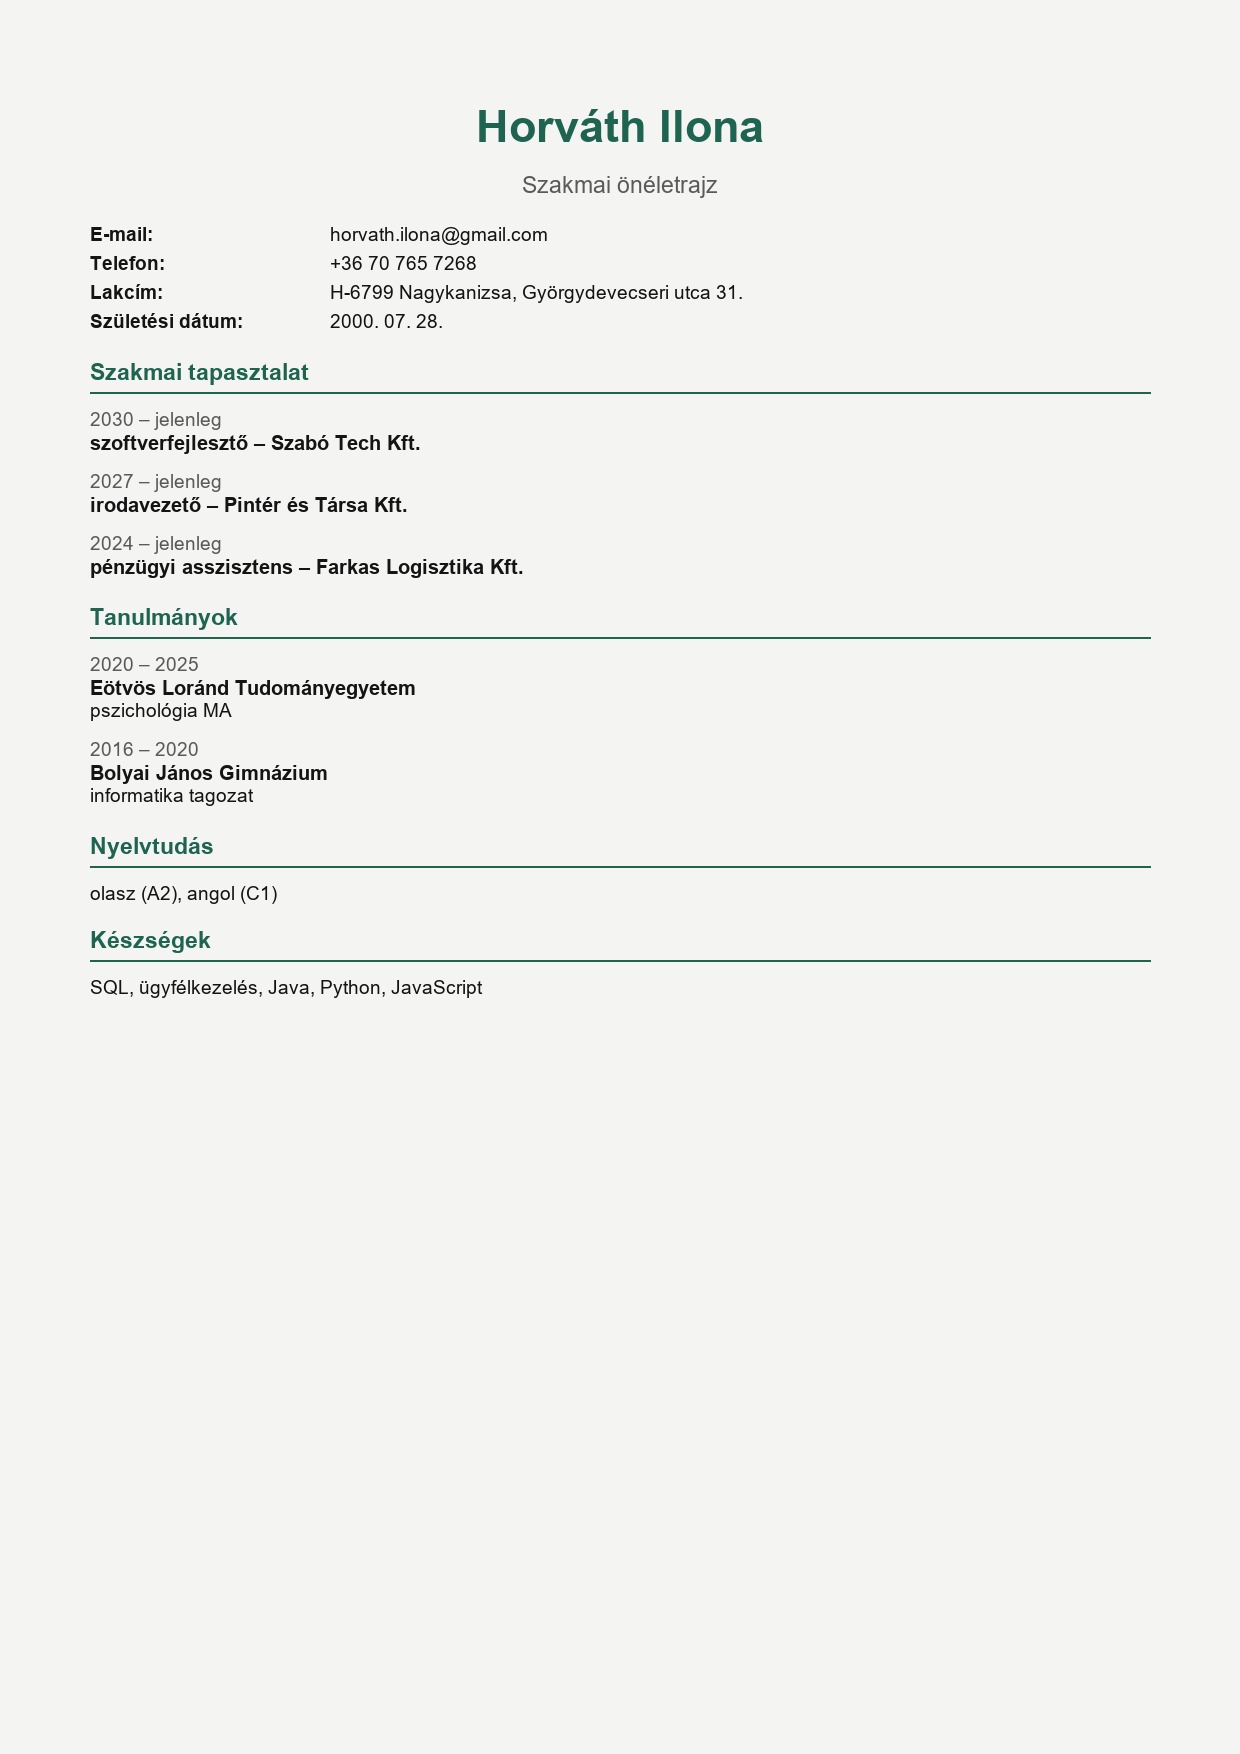 Horváth Ilona
Szakmai önéletrajz
E-mail: horvath.ilona@gmail.com
Telefon: +36 70 765 7268
Lakcím: H-6799 Nagykanizsa, Györgydevecseri utca 31.
Születési dátum: 2000. 07. 28.
Szakmai tapasztalat
2030 – jelenleg
szoftverfejlesztő – Szabó Tech Kft.
2027 – jelenleg
irodavezető – Pintér és Társa Kft.
2024 – jelenleg
pénzügyi asszisztens – Farkas Logisztika Kft.
Tanulmányok
2020 – 2025
Eötvös Loránd Tudományegyetem
pszichológia MA
2016 – 2020
Bolyai János Gimnázium
informatika tagozat
Nyelvtudás
olasz (A2), angol (C1)
Készségek
SQL, ügyfélkezelés, Java, Python, JavaScript